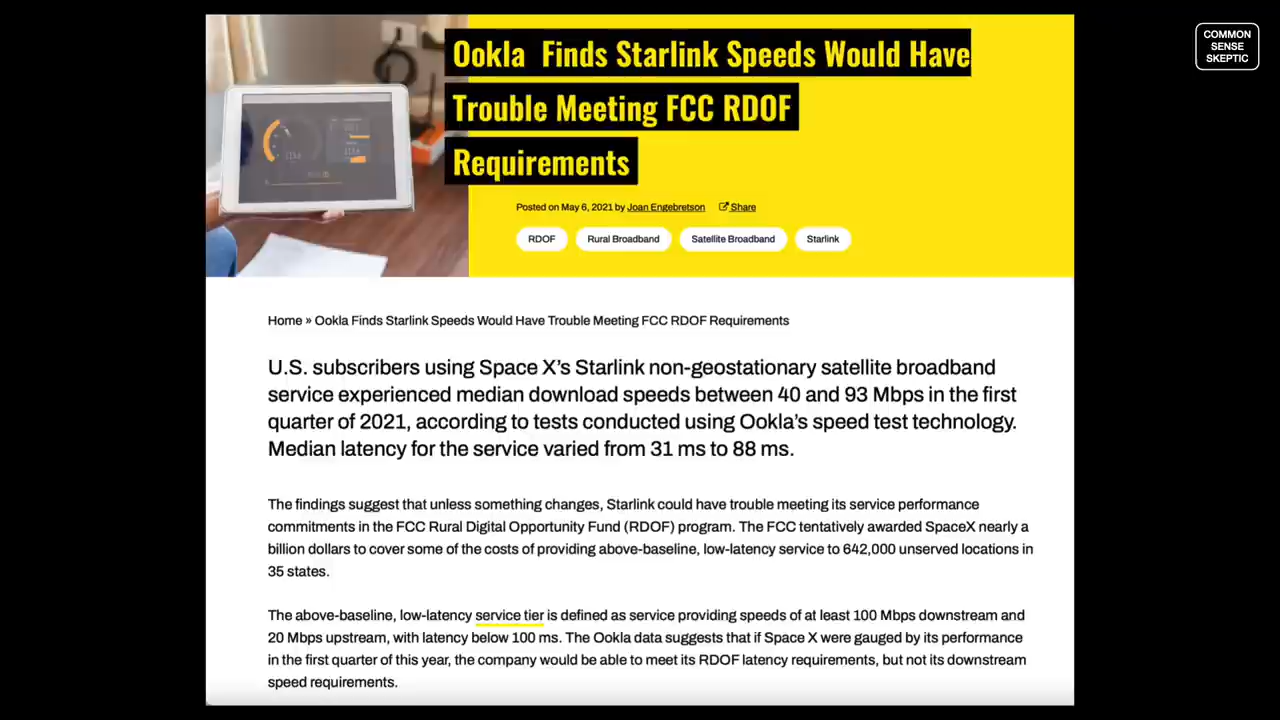 COMMON
SENSE
SKEPTIC
Ookla Finds Starlink Speeds Would Have
Trouble Meeting FCC RDOF
Requirements
Posted on May 6, 2021 by Joan Engebretson Share
RDOF Rural Broadband Satellite Broadband Starlink
Home » Ookla Finds Starlink Speeds Would Have Trouble Meeting FCC RDOF Requirements
U.S. subscribers using Space X’s Starlink non-geostationary satellite broadband
service experienced median download speeds between 40 and 93 Mbps in the first
quarter of 2021, according to tests conducted using Ookla’s speed test technology.
Median latency for the service varied from 31 ms to 88 ms.
The findings suggest that unless something changes, Starlink could have trouble meeting its service performance
commitments in the FCC Rural Digital Opportunity Fund (RDOF) program. The FCC tentatively awarded SpaceX nearly a
billion dollars to cover some of the costs of providing above-baseline, low-latency service to 642,000 unserved locations in
35 states.
The above-baseline, low-latency service tier is defined as service providing speeds of at least 100 Mbps downstream and
20 Mbps upstream, with latency below 100 ms. The Ookla data suggests that if Space X were gauged by its performance
in the first quarter of this year, the company would be able to meet its RDOF latency requirements, but not its downstream
speed requirements.